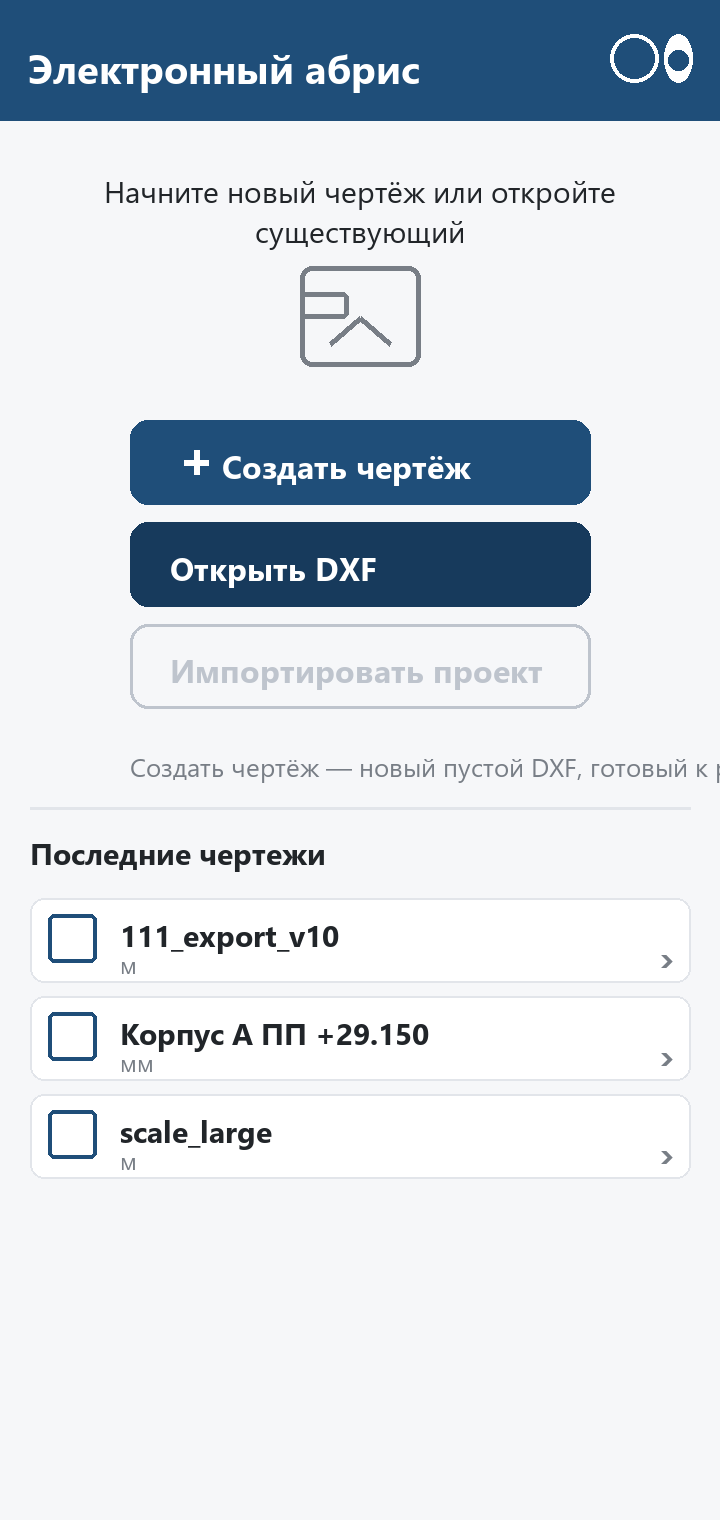 Электронный абрис
Начните новый чертёж или откройте
существующий
+ Создать чертёж
Открыть DXF
Импортировать проект
Создать чертёж — новый пустой DXF, готовый к
Последние чертежи
111_export_v10
м
Корпус А ПП +29.150
мм
scale_large
м